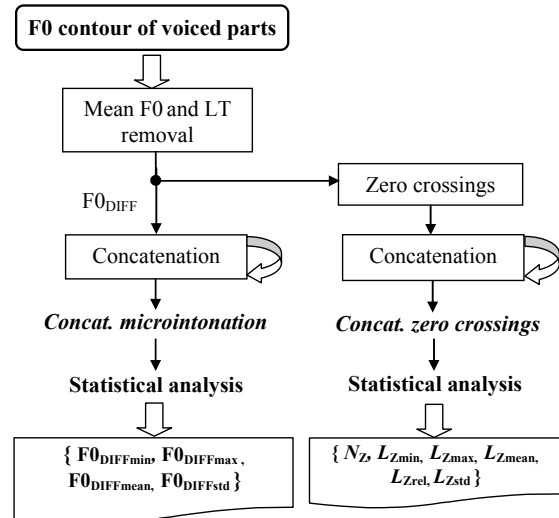 F0 contour of voiced parts
Mean F0 and LT
removal
F0DIFF
Zero crossings
Concatenation
Concatenation
Concat. microintonation
Concat. zero crossings
Statistical analysis
Statistical analysis
{ F0DIFFmin, F0DIFFmax ,
F0DIFFmean, F0DIFFstd }
{ NZ, LZmin, LZmax, LZmean,
LZrel, LZstd }